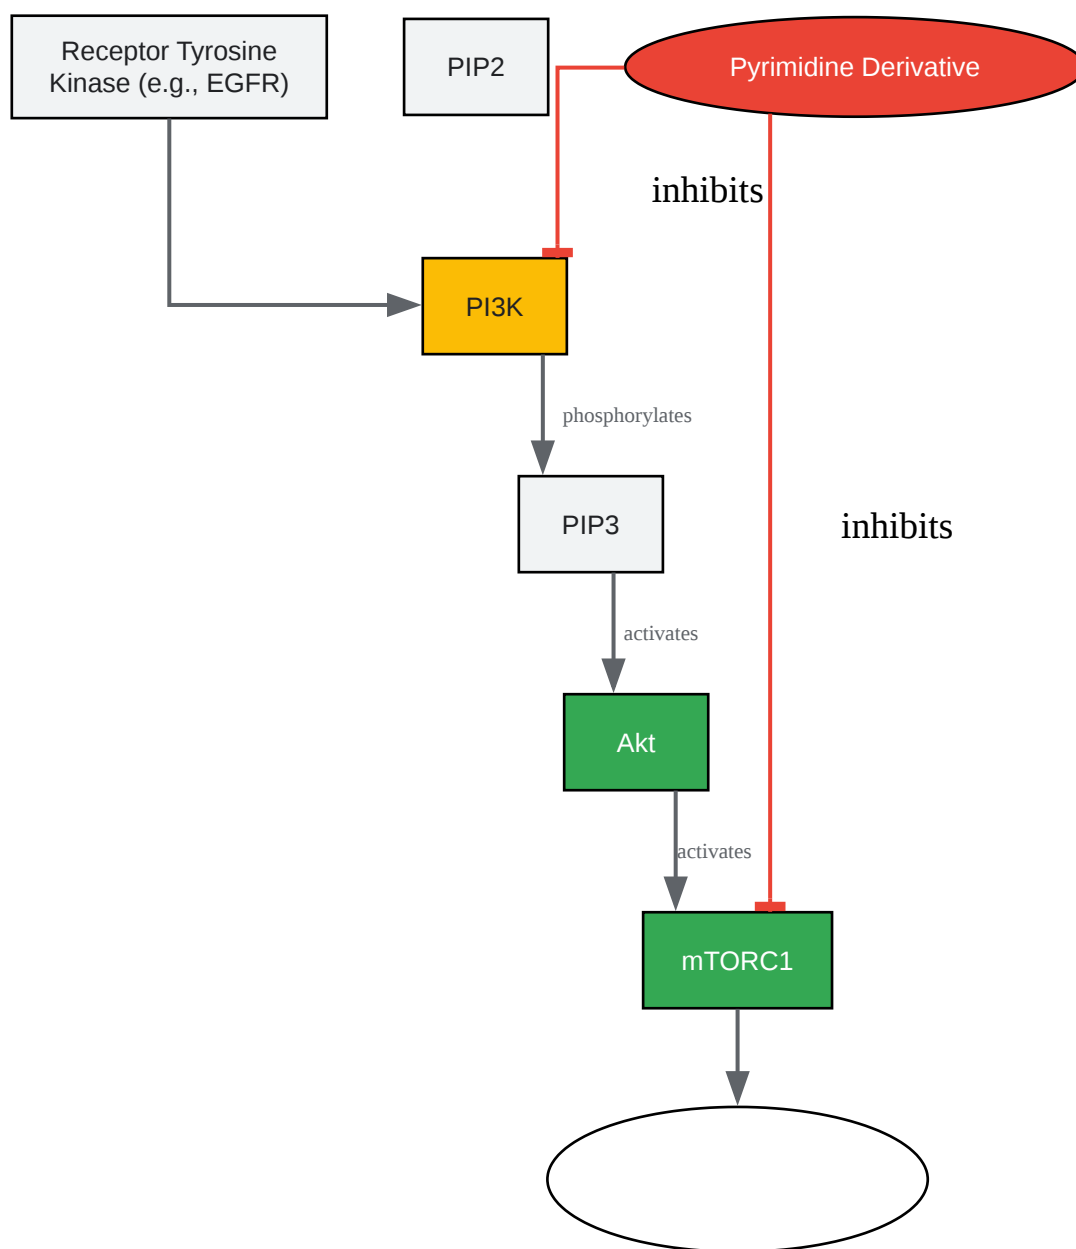 Receptor Tyrosine
Kinase (e.g., EGFR)
PIP2
Pyrimidine Derivative
inhibits
PI3K
phosphorylates
PIP3
inhibits
activates
Akt
activates
mTORC1